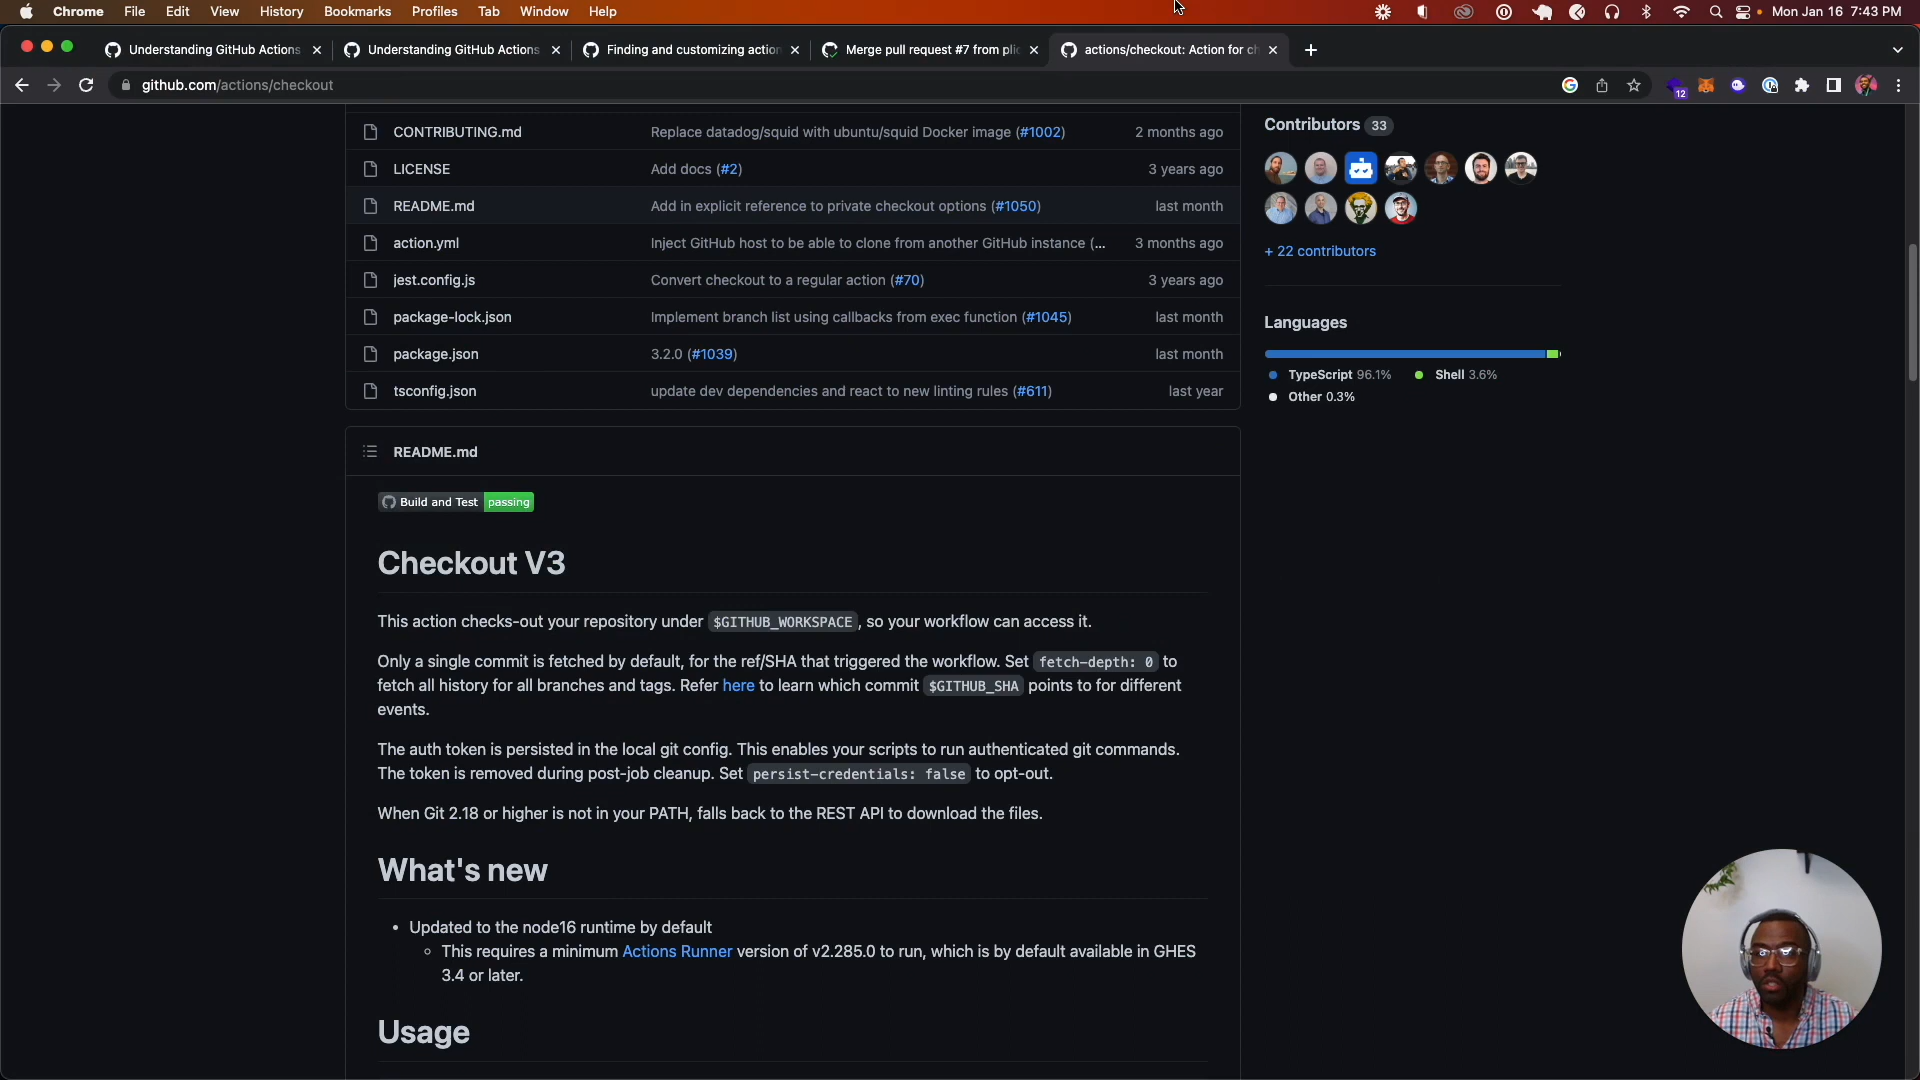 Chrome File Edit View History Bookmarks Profiles Tab Window Help Mon Jan 16 7:43 PM
Understanding GitHub Actions Understanding GitHub Actions Finding and customizing action Merge pull request #7 from plic actions/checkout: Action for ch
github.com/actions/checkout 12
CONTRIBUTING.md Replace datadog/squid with ubuntu/squid Docker image (#1002) 2 months ago
LICENSE Add docs (#2) 3 years ago
README.md Add in explicit reference to private checkout options (#1050) last month
action.yml Inject GitHub host to be able to clone from another GitHub instance (... 3 months ago
jest.config.js Convert checkout to a regular action (#70) 3 years ago
package-lock.json Implement branch list using callbacks from exec function (#1045) last month
package.json 3.2.0 (#1039) last month
tsconfig.json update dev dependencies and react to new linting rules (#611) last year
Contributors 33
+ 22 contributors
Languages
TypeScript 96.1% Shell 3.6%
Other 0.3%
README.md
Build and Test passing
Checkout V3
This action checks-out your repository under $GITHUB_WORKSPACE, so your workflow can access it.
Only a single commit is fetched by default, for the ref/SHA that triggered the workflow. Set fetch-depth: 0 to
fetch all history for all branches and tags. Refer here to learn which commit $GITHUB_SHA points to for different
events.
The auth token is persisted in the local git config. This enables your scripts to run authenticated git commands.
The token is removed during post-job cleanup. Set persist-credentials: false to opt-out.
When Git 2.18 or higher is not in your PATH, falls back to the REST API to download the files.
What's new
• Updated to the node16 runtime by default
◦ This requires a minimum Actions Runner version of v2.285.0 to run, which is by default available in GHES
3.4 or later.
Usage